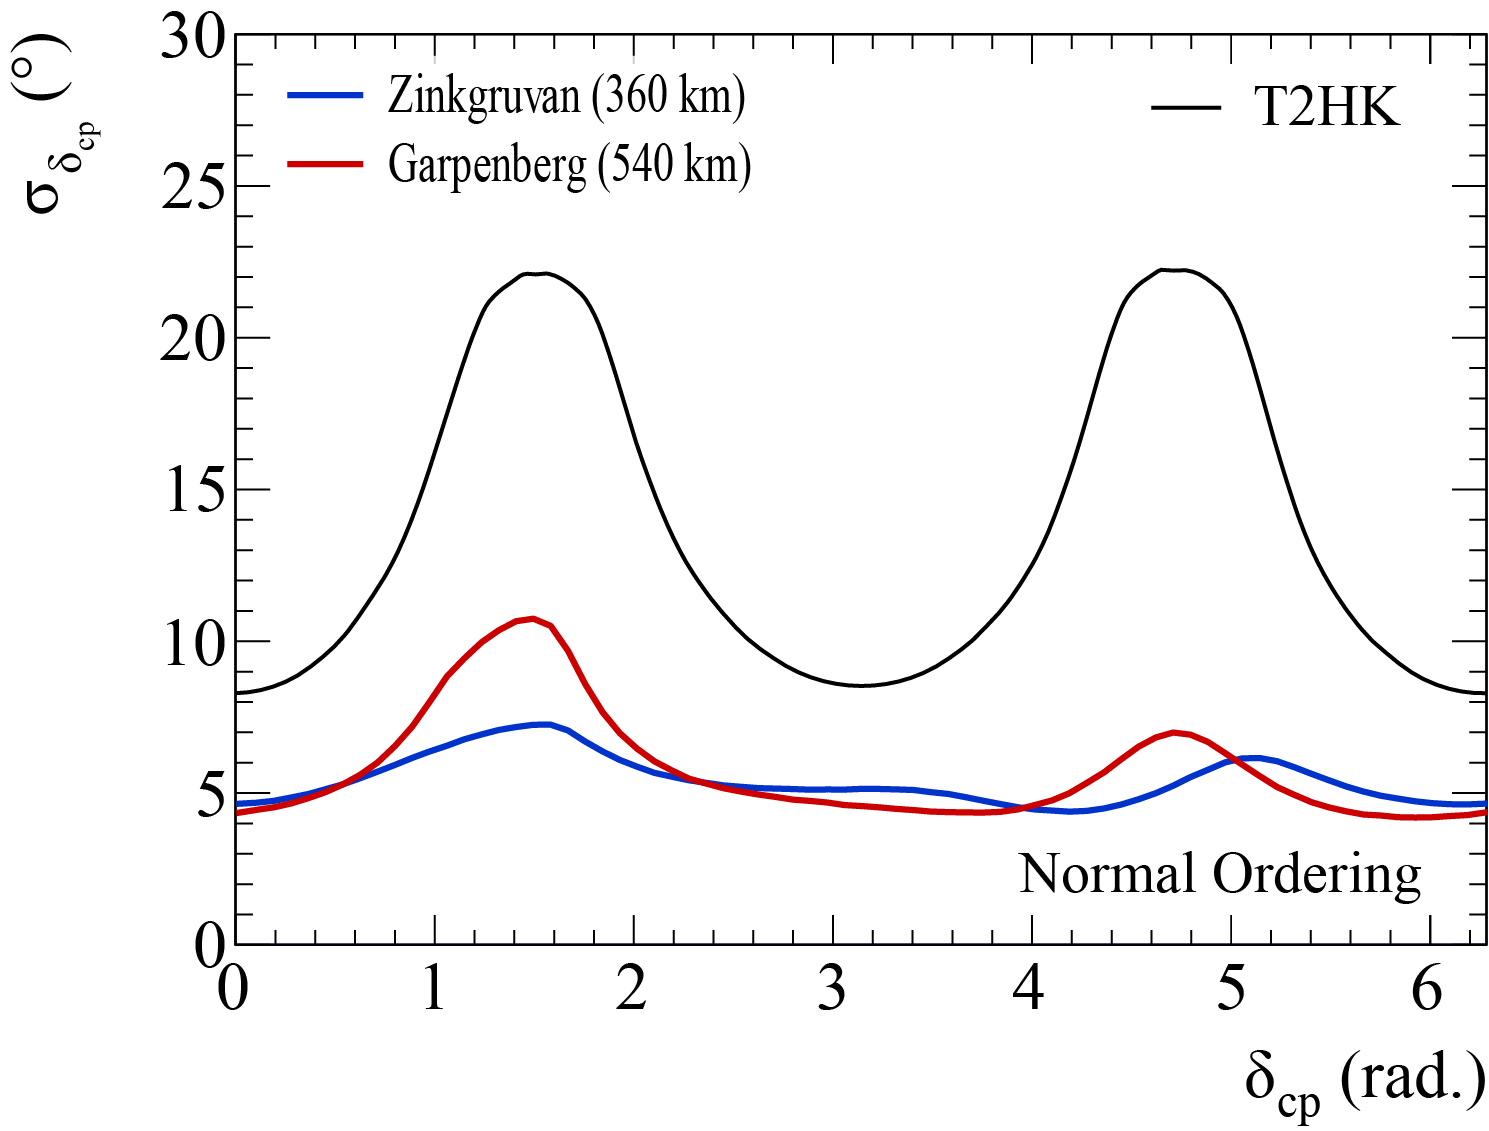 σδcp (°)
30
25
20
15
10
5
0
Zinkgruvan (360 km)
Garpenberg (540 km)
T2HK
Normal Ordering
0 1 2 3 4 5 6
δcp (rad.)